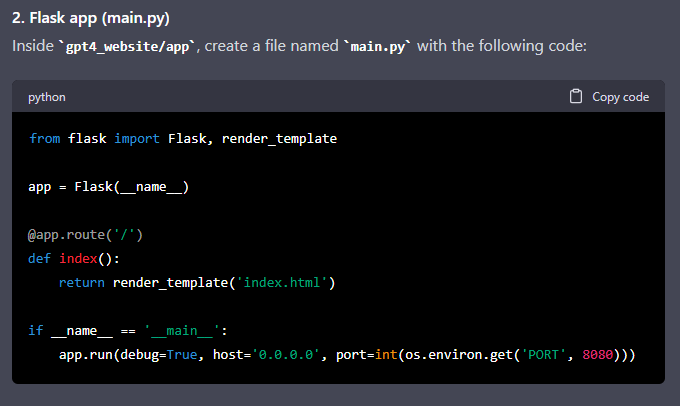 2. Flask app (main.py)
Inside `gpt4_website/app`, create a file named `main.py` with the following code:
python
Copy code
from flask import Flask, render_template
app = Flask(__name__)
@app.route('/')
def index():
    return render_template('index.html')
if __name__ == '__main__':
    app.run(debug=True, host='0.0.0.0', port=int(os.environ.get('PORT', 8080)))